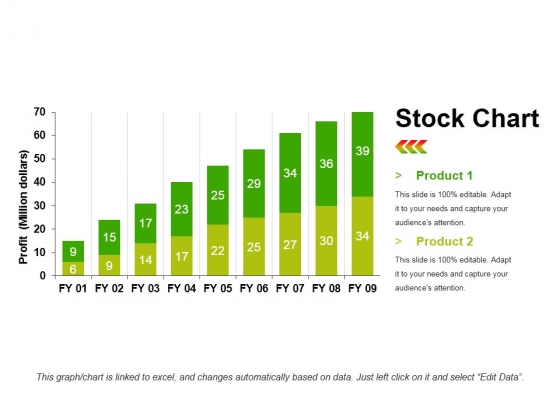 Stock Chart
> Product 1
This slide is 100% editable. Adapt
it to your needs and capture your
audience's attention.
> Product 2
This slide is 100% editable. Adapt
it to your needs and capture your
audience's attention.
Profit (Million dollars)
70
60
50
40
30
20
10
0
9 15 17 23 25 29 34 36 39
6 9 14 17 22 25 27 30 34
FY 01 FY 02 FY 03 FY 04 FY 05 FY 06 FY 07 FY 08 FY 09
This graph/chart is linked to excel, and changes automatically based on data. Just left click on it and select “Edit Data”.